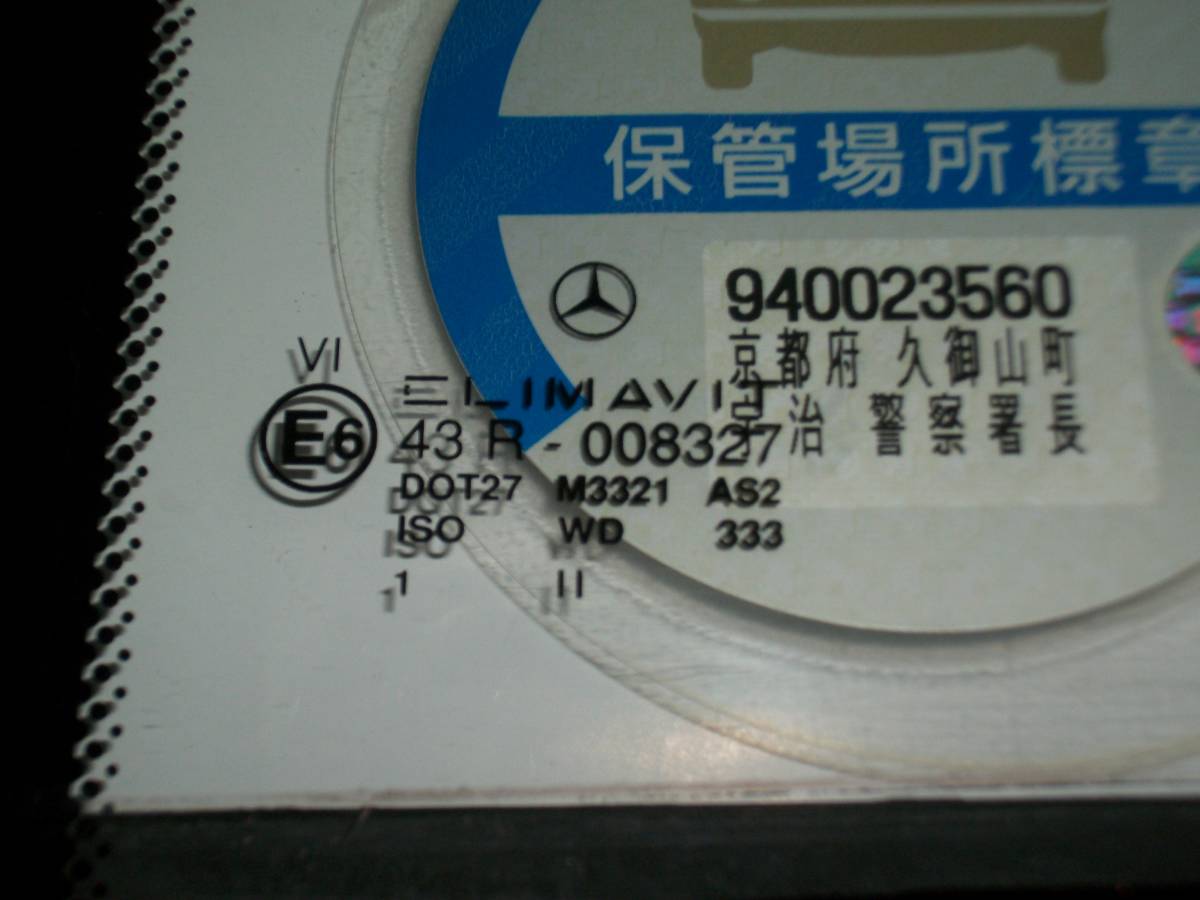 保管場所標章
940023560
京都府 久御山町
治 警察署長
VI
ELIMAVIT
E6 43 R - 008327
DOT27 M3321 AS2
ISO WD 333
1 II